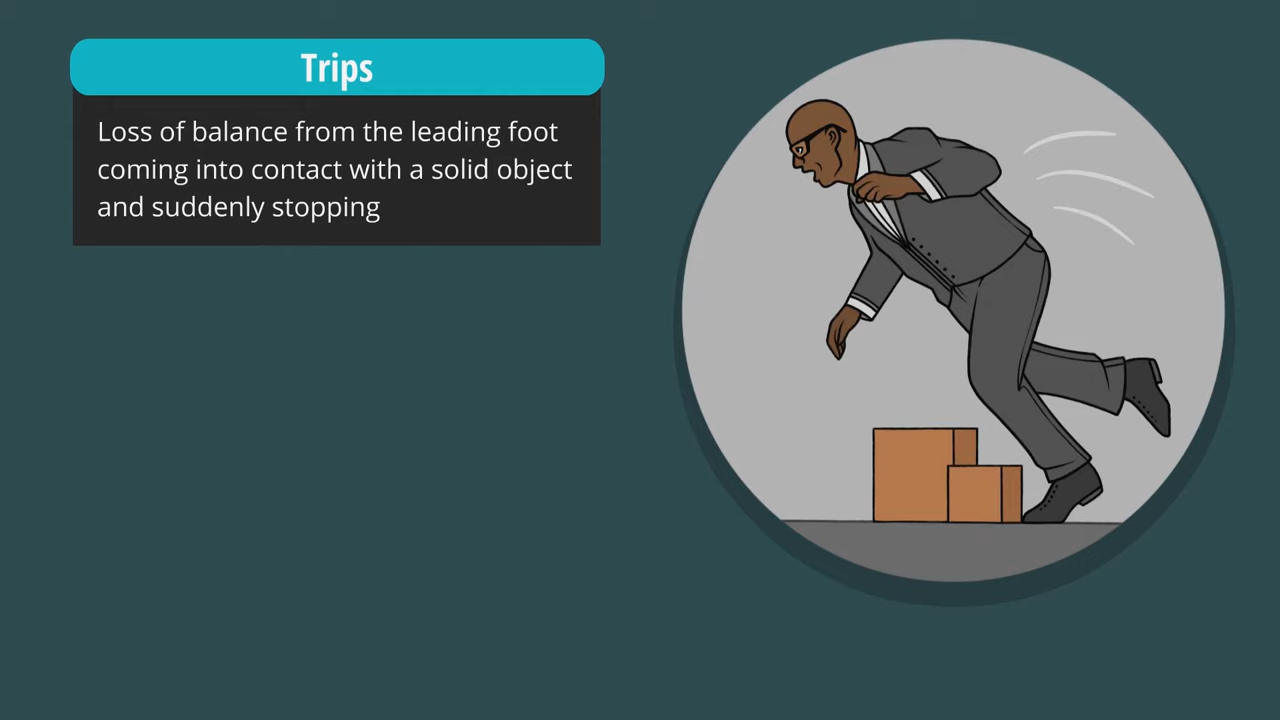 Trips
Loss of balance from the leading foot
coming into contact with a solid object
and suddenly stopping